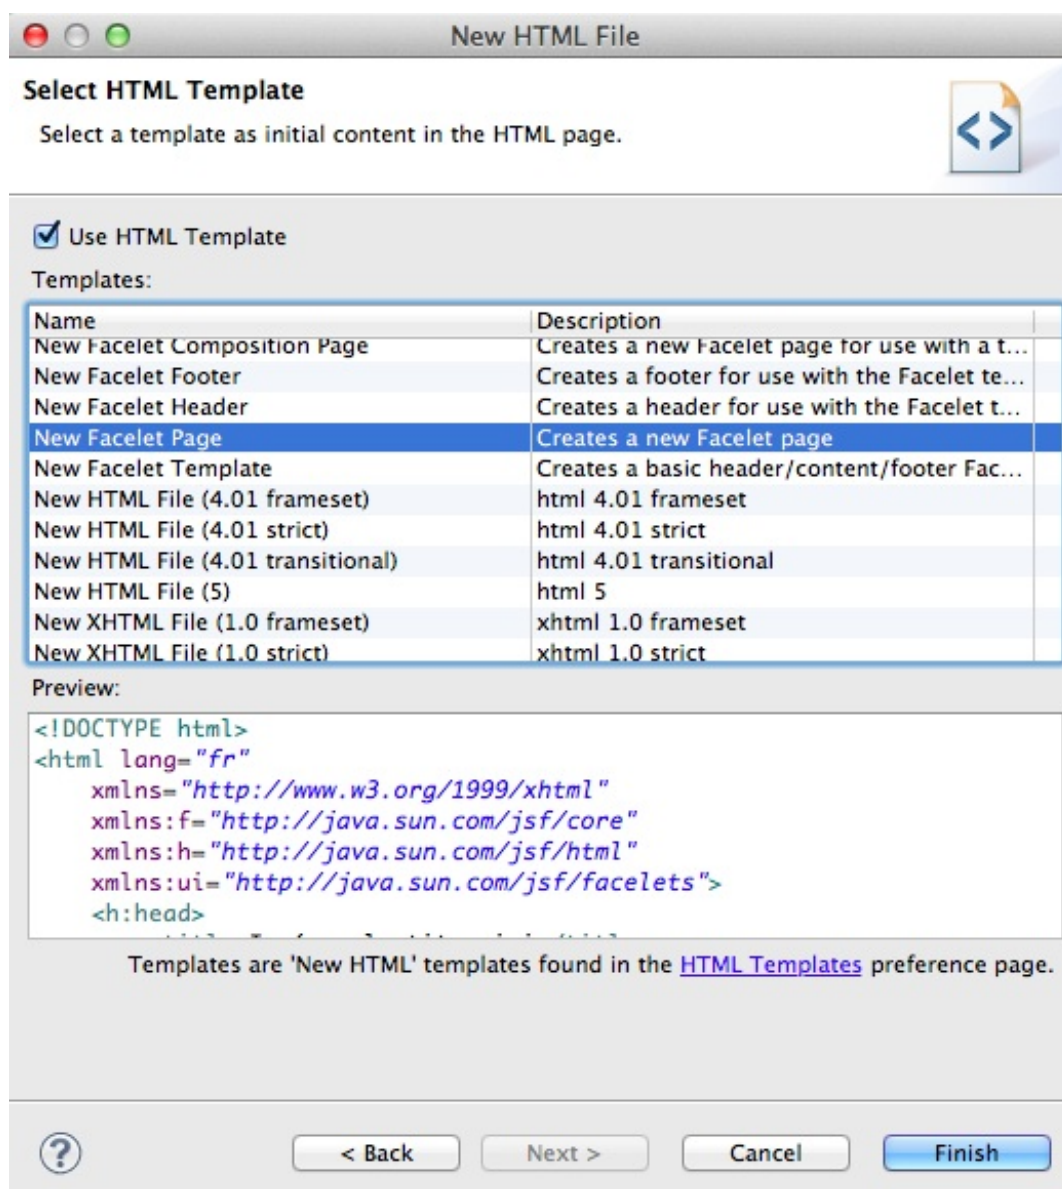 New HTML File
Select HTML Template
Select a template as initial content in the HTML page.
Use HTML Template
Templates:
Name Description
New Facelet Composition Page Creates a new Facelet page for use with a t...
New Facelet Footer Creates a footer for use with the Facelet te...
New Facelet Header Creates a header for use with the Facelet t...
New Facelet Page Creates a new Facelet page
New Facelet Template Creates a basic header/content/footer Fac...
New HTML File (4.01 frameset) html 4.01 frameset
New HTML File (4.01 strict) html 4.01 strict
New HTML File (4.01 transitional) html 4.01 transitional
New HTML File (5) html 5
New XHTML File (1.0 frameset) xhtml 1.0 frameset
New XHTML File (1.0 strict) xhtml 1.0 strict
Preview:
<!DOCTYPE html>
<html lang="fr"
xmlns="http://www.w3.org/1999/xhtml"
xmlns:f="http://java.sun.com/jsf/core"
xmlns:h="http://java.sun.com/jsf/html"
xmlns:ui="http://java.sun.com/jsf/facelets">
<h:head>
Templates are 'New HTML' templates found in the HTML Templates preference page.
?
< Back Next > Cancel Finish